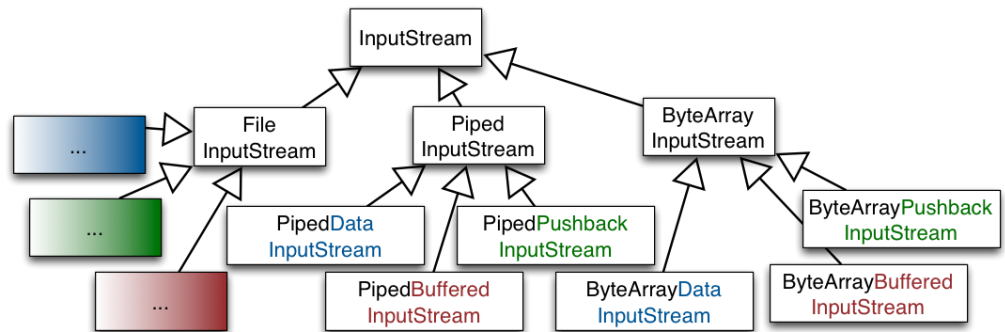 InputStream
File
InputStream
Piped
InputStream
ByteArray
InputStream
...
...
...
PipedData
InputStream
PipedPushback
InputStream
ByteArrayPushback
InputStream
PipedBuffered
InputStream
ByteArrayData
InputStream
ByteArrayBuffered
InputStream